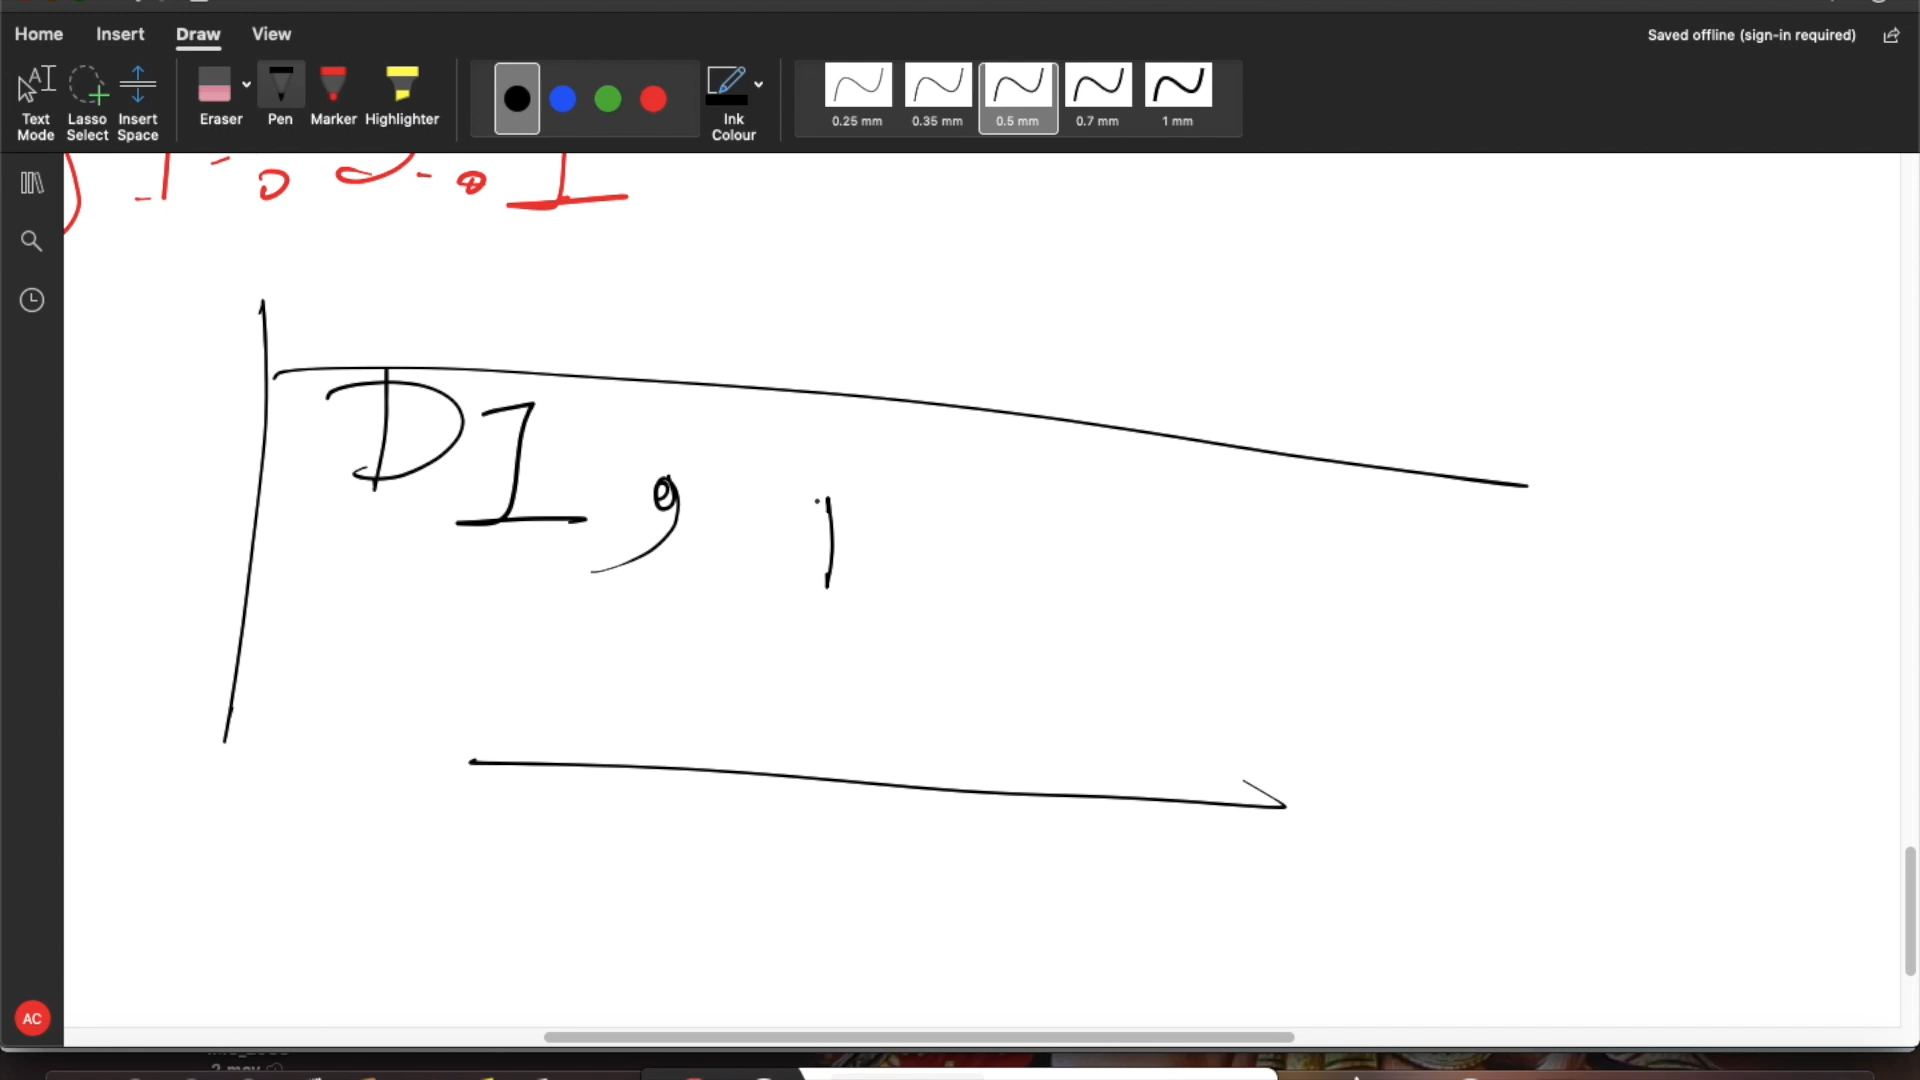 Home Insert Draw View
Saved offline (sign-in required)
Text Mode
Lasso Select
Insert Space
Eraser
Pen
Marker
Highlighter
Ink Colour
0.25 mm
0.35 mm
0.5 mm
0.7 mm
1 mm
DI,
AC